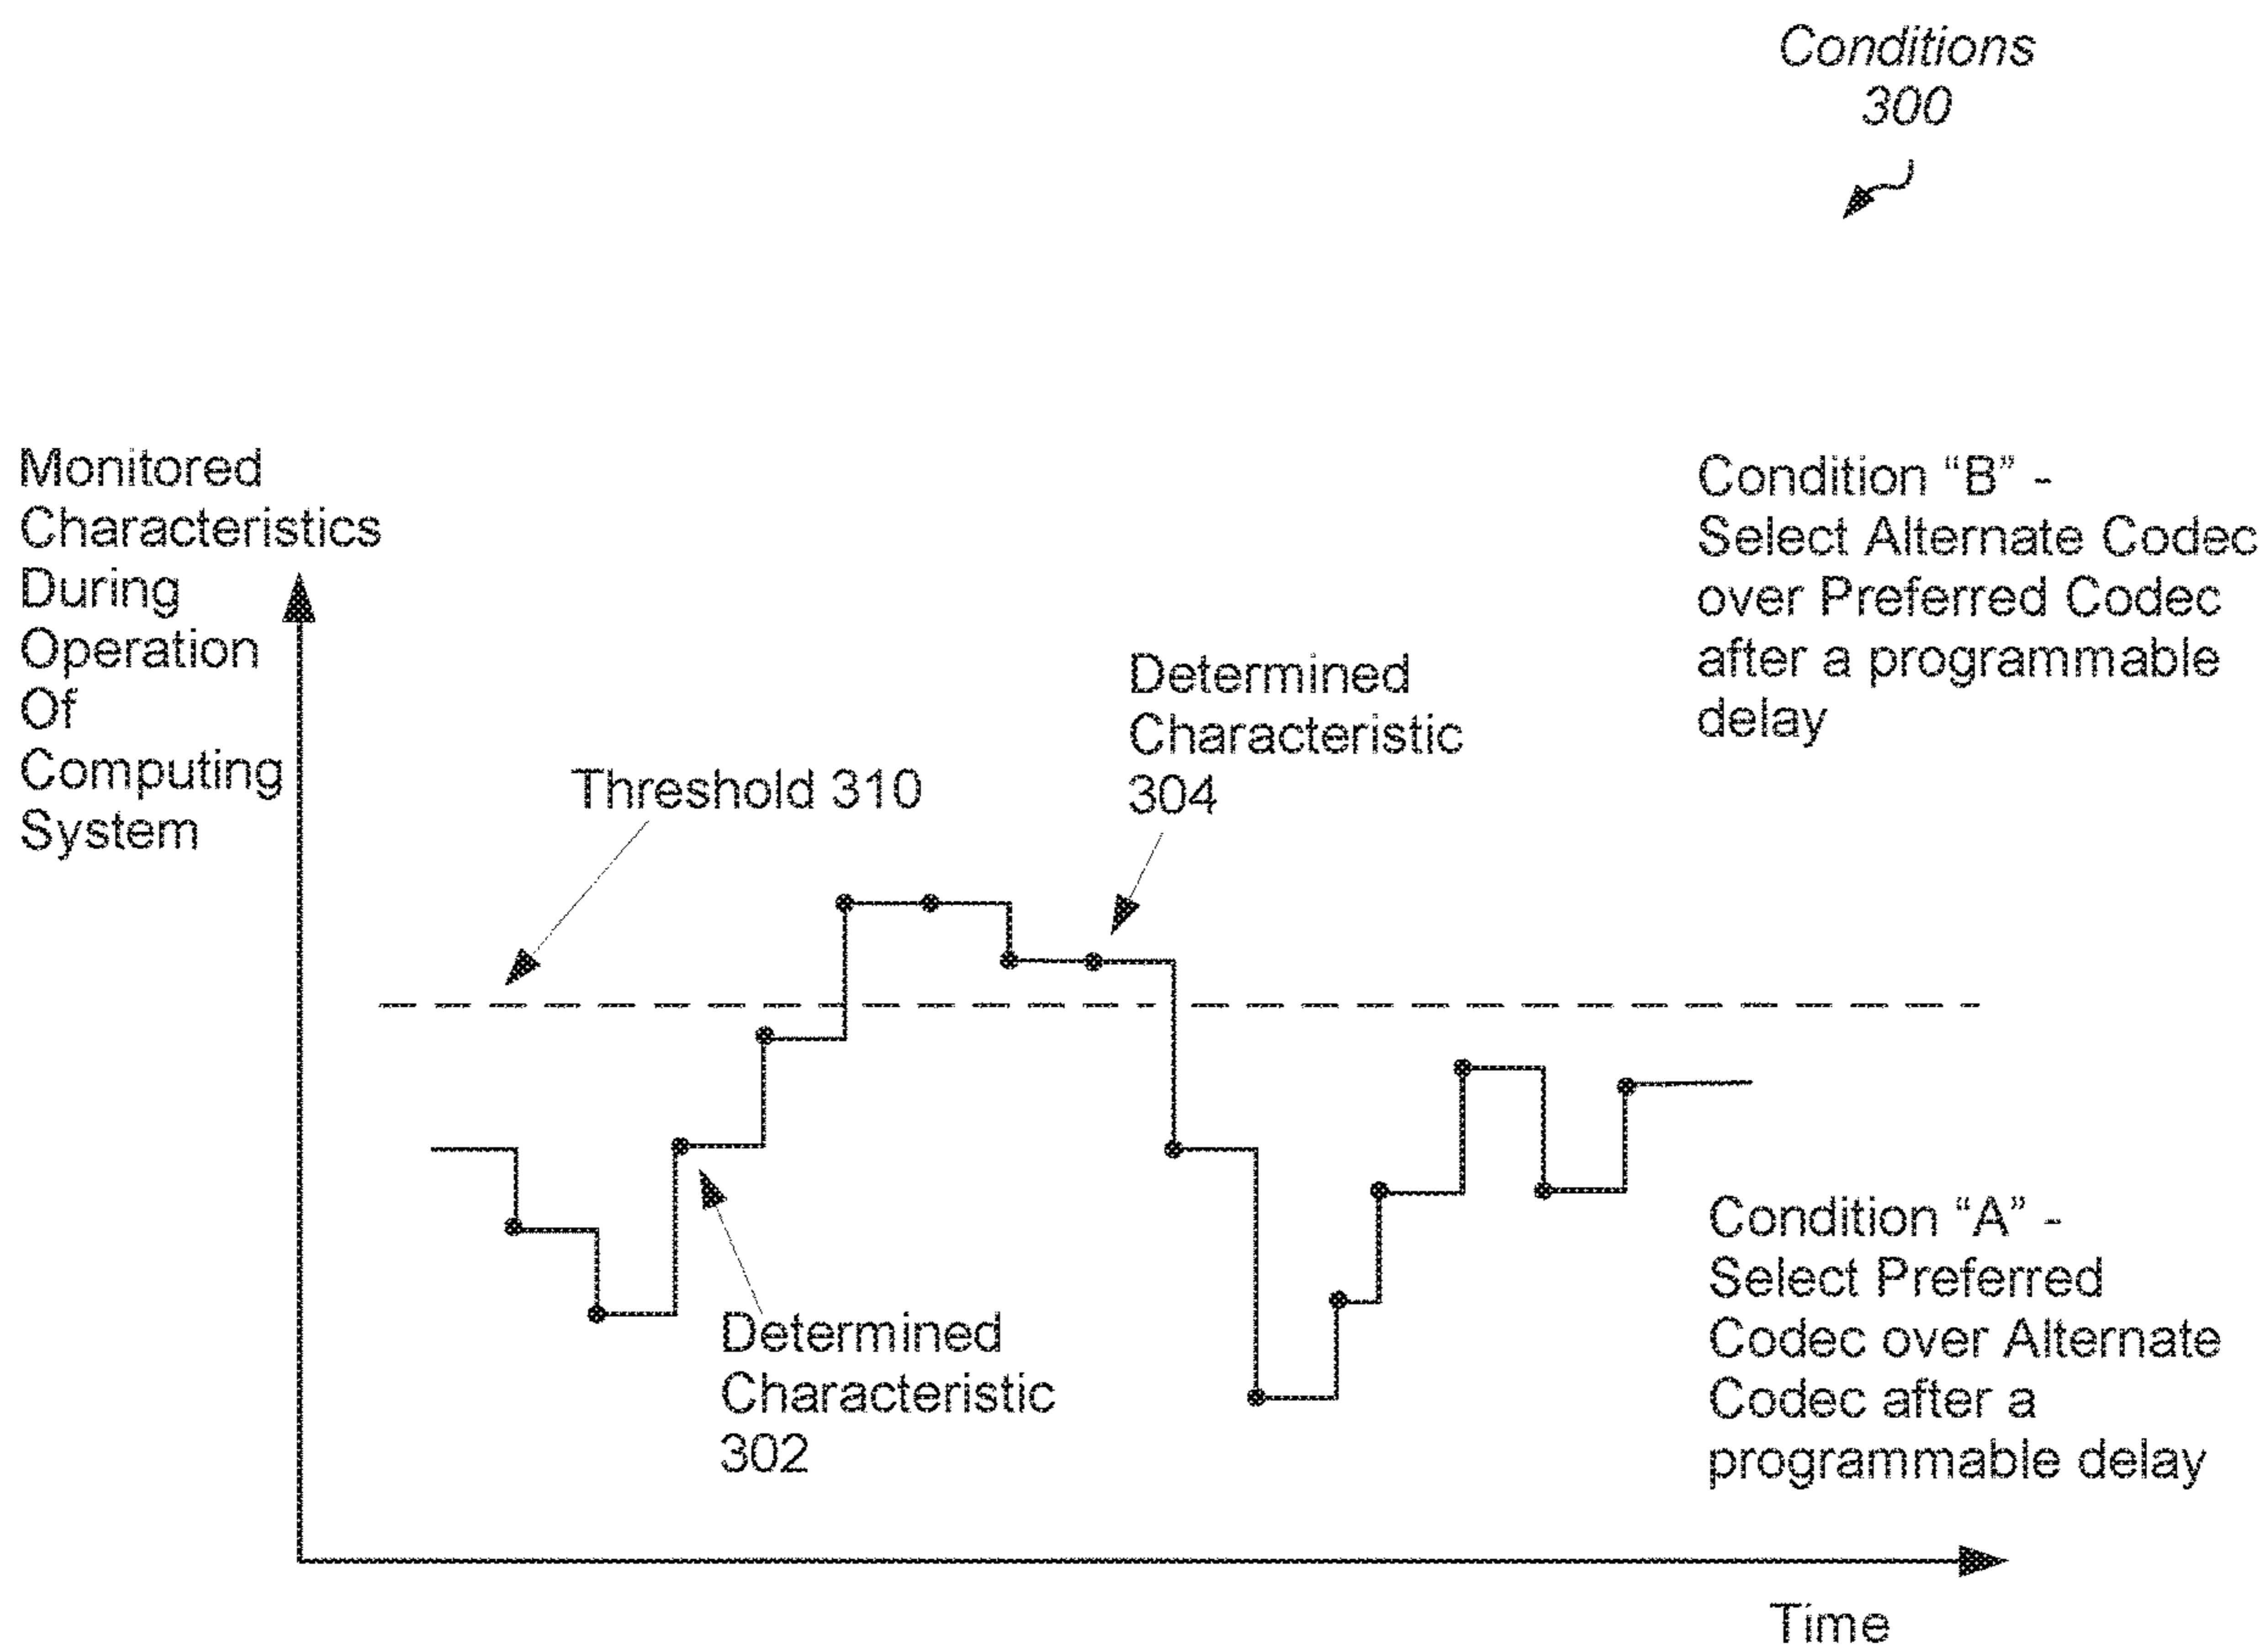 Conditions
300
Monitored
Characteristics
During
Operation
Of
Computing
System
Condition “B” -
Select Alternate Codec
over Preferred Codec
after a programmable
delay
Determined
Characteristic
304
Threshold 310
Determined
Characteristic
302
Condition “A” -
Select Preferred
Codec over Alternate
Codec after a
programmable delay
Time